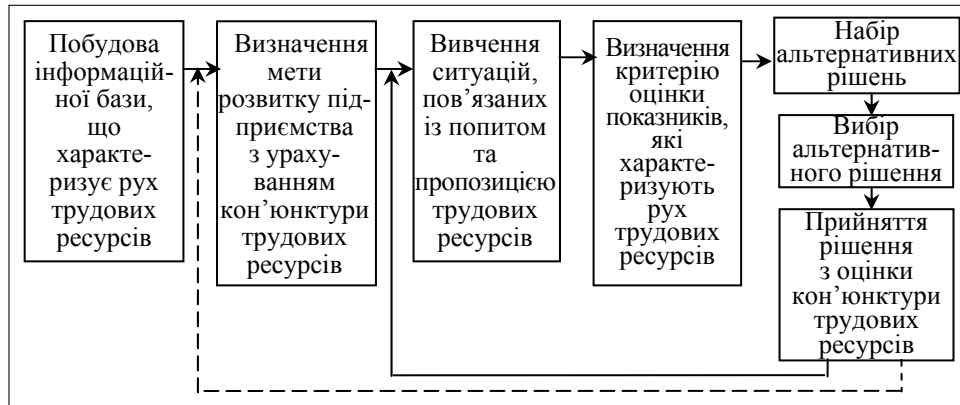 Побудова
інформацій-
ної бази,
що
характе-
ризує рух
трудових
ресурсів
Визначення
мети
розвитку під-
приємства
з ураху-
ванням
кон’юнктури
трудових
ресурсів
Вивчення
ситуацій,
пов’язаних
із попитом
та
пропозицією
трудових
ресурсів
Визначення
критерію
оцінки
показників,
які
характе-
ризують
рух
трудових
ресурсів
Набір
альтернативних
рішень
Вибір
альтернатив-
ного рішення
Прийняття
рішення
з оцінки
кон’юнктури
трудових
ресурсів